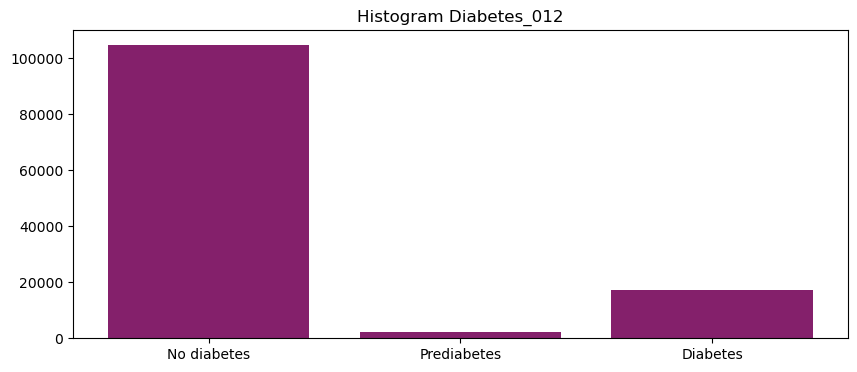 Histogram Diabetes_012
100000
80000
60000
40000
20000
0
No diabetes
Prediabetes
Diabetes